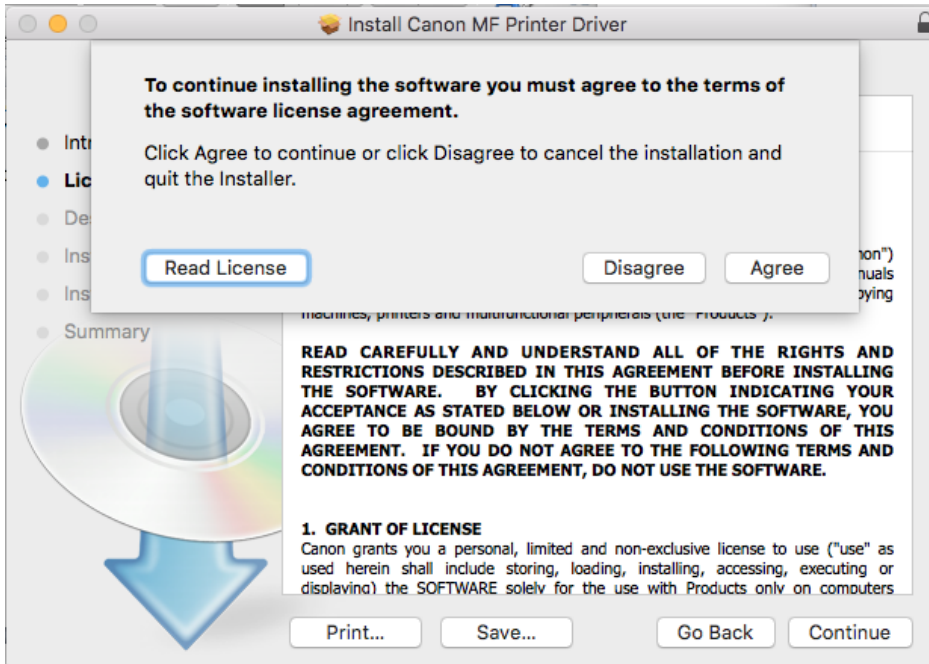 Install Canon MF Printer Driver
To continue installing the software you must agree to the terms of
the software license agreement.
Click Agree to continue or click Disagree to cancel the installation and
quit the Installer.
Read License
Disagree
Agree
Summary
machines, printers and multifunctional peripherals (the "Products").
READ CAREFULLY AND UNDERSTAND ALL OF THE RIGHTS AND
RESTRICTIONS DESCRIBED IN THIS AGREEMENT BEFORE INSTALLING
THE SOFTWARE. BY CLICKING THE BUTTON INDICATING YOUR
ACCEPTANCE AS STATED BELOW OR INSTALLING THE SOFTWARE, YOU
AGREE TO BE BOUND BY THE TERMS AND CONDITIONS OF THIS
AGREEMENT. IF YOU DO NOT AGREE TO THE FOLLOWING TERMS AND
CONDITIONS OF THIS AGREEMENT, DO NOT USE THE SOFTWARE.
1. GRANT OF LICENSE
Canon grants you a personal, limited and non-exclusive license to use ("use" as
used herein shall include storing, loading, installing, accessing, executing or
displaying) the SOFTWARE solely for the use with Products only on computers
Print...
Save...
Go Back
Continue